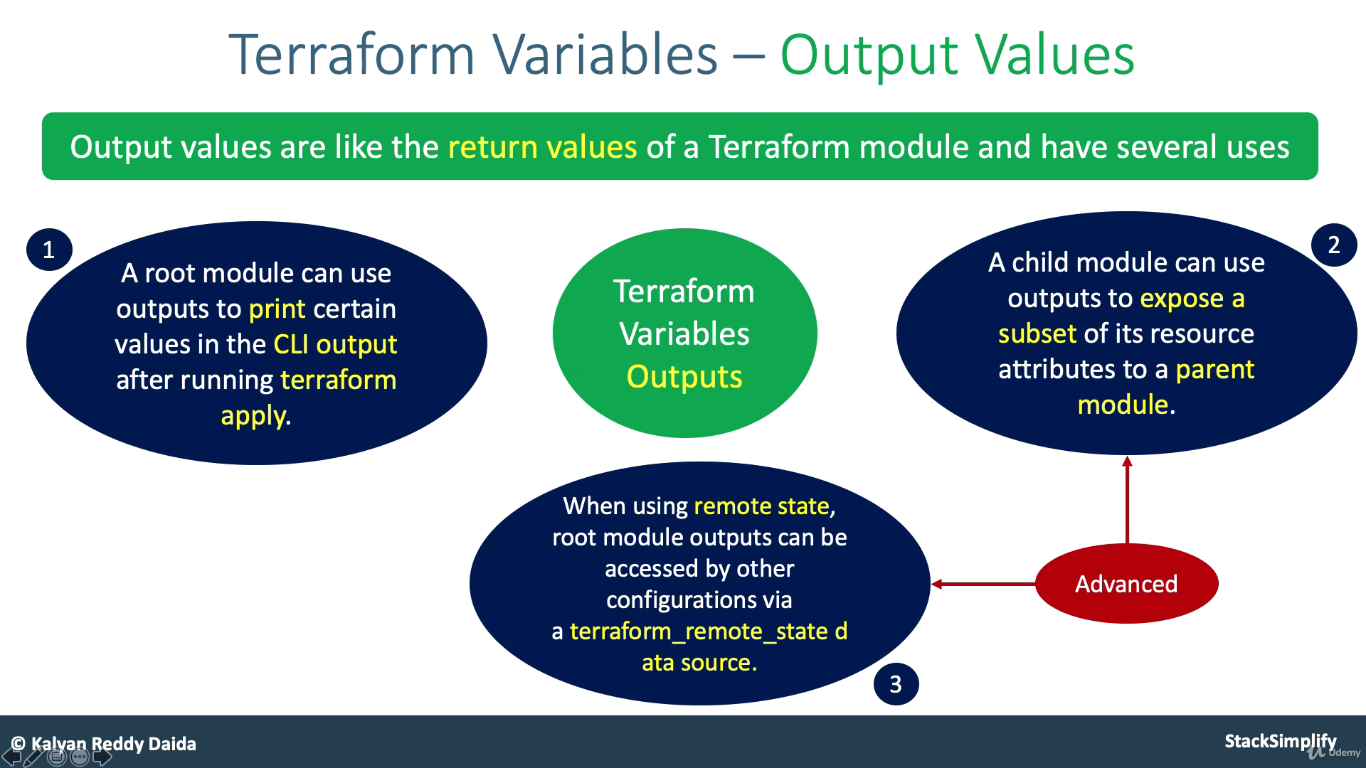 Terraform Variables – Output Values
Output values are like the return values of a Terraform module and have several uses
1
A root module can use
outputs to print certain
values in the CLI output
after running terraform
apply.
Terraform
Variables
Outputs
2
A child module can use
outputs to expose a
subset of its resource
attributes to a parent
module.
When using remote state,
root module outputs can be
accessed by other
configurations via
a terraform_remote_state d
ata source.
3
Advanced
© Kalyan Reddy Daida
StackSimplify
Udemy